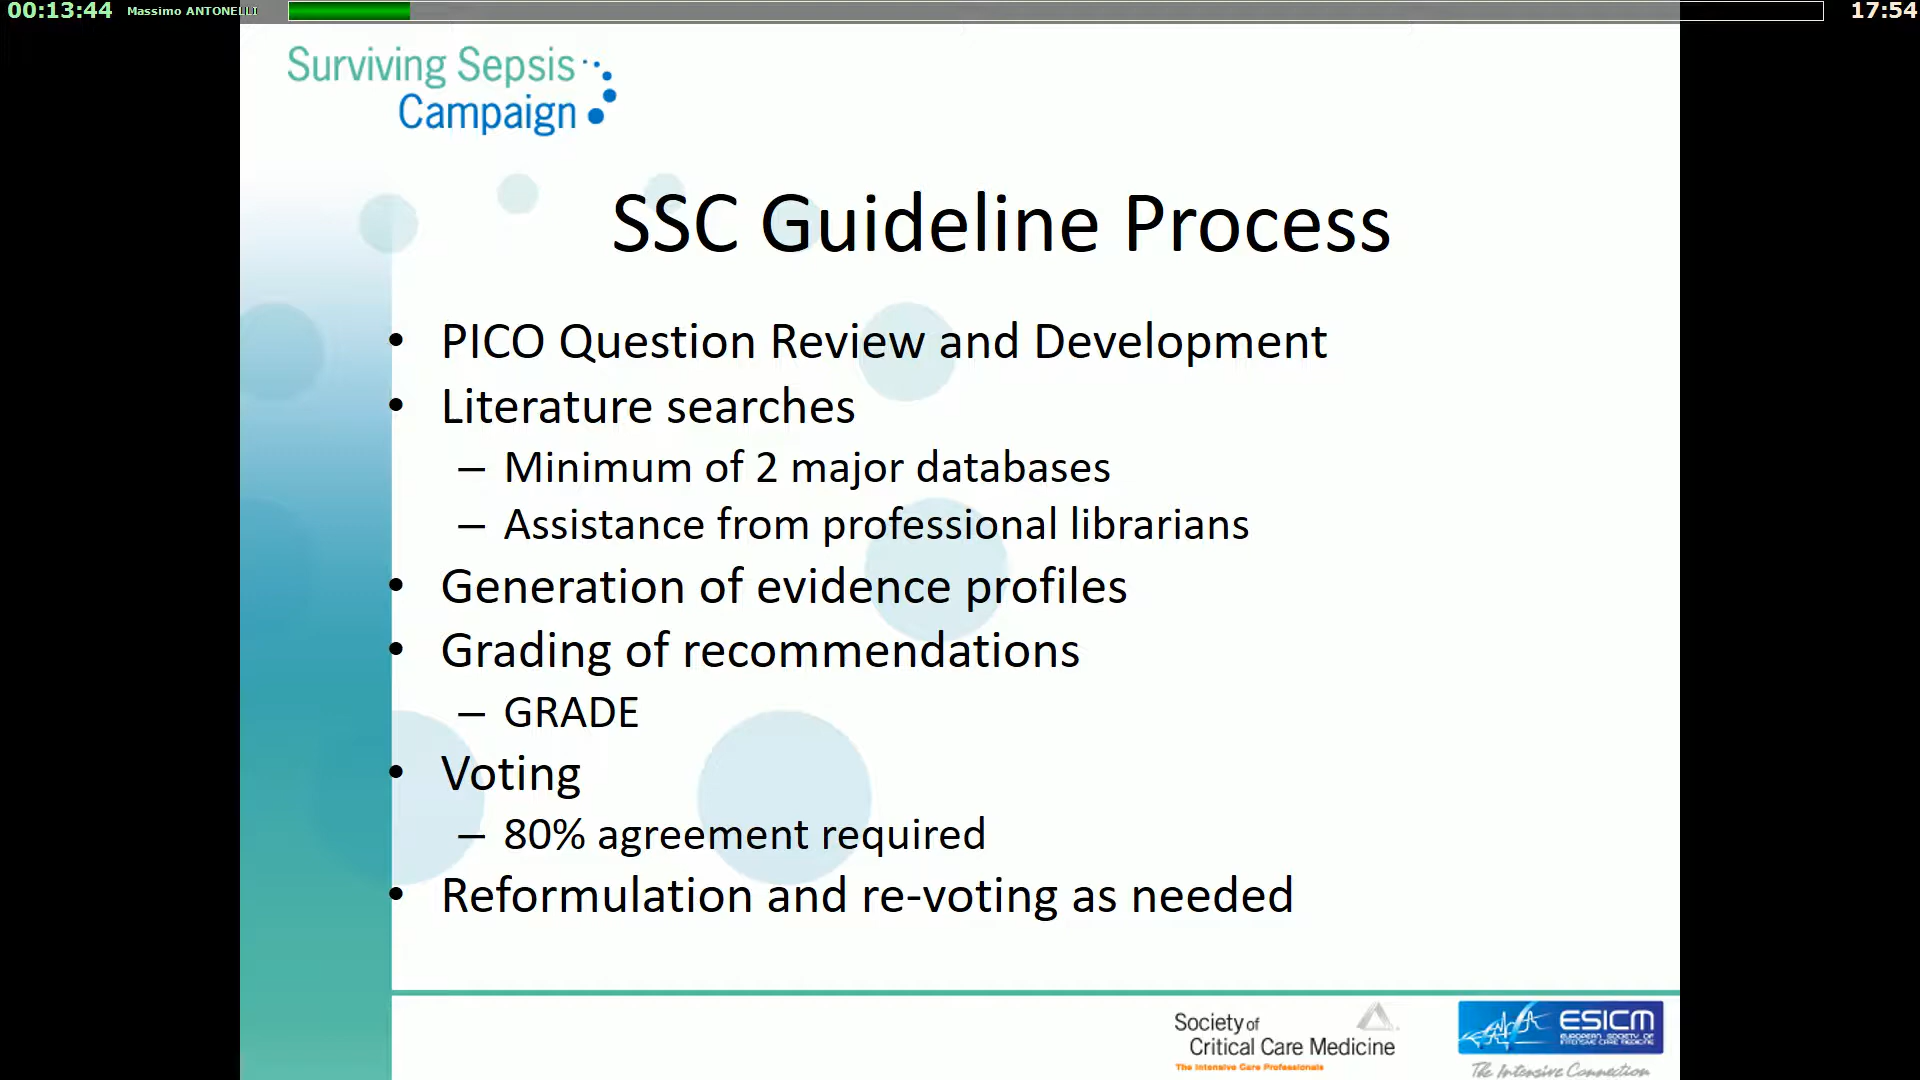 00:13:44 Massimo ANTONELLI 17:54
Surviving Sepsis
Campaign
SSC Guideline Process
• PICO Question Review and Development
• Literature searches
– Minimum of 2 major databases
– Assistance from professional librarians
• Generation of evidence profiles
• Grading of recommendations
– GRADE
• Voting
– 80% agreement required
• Reformulation and re-voting as needed
Society of
Critical Care Medicine
The Intensive Care Professionals
ESICM
EUROPEAN SOCIETY OF
INTENSIVE CARE MEDICINE
The Intensive Connection